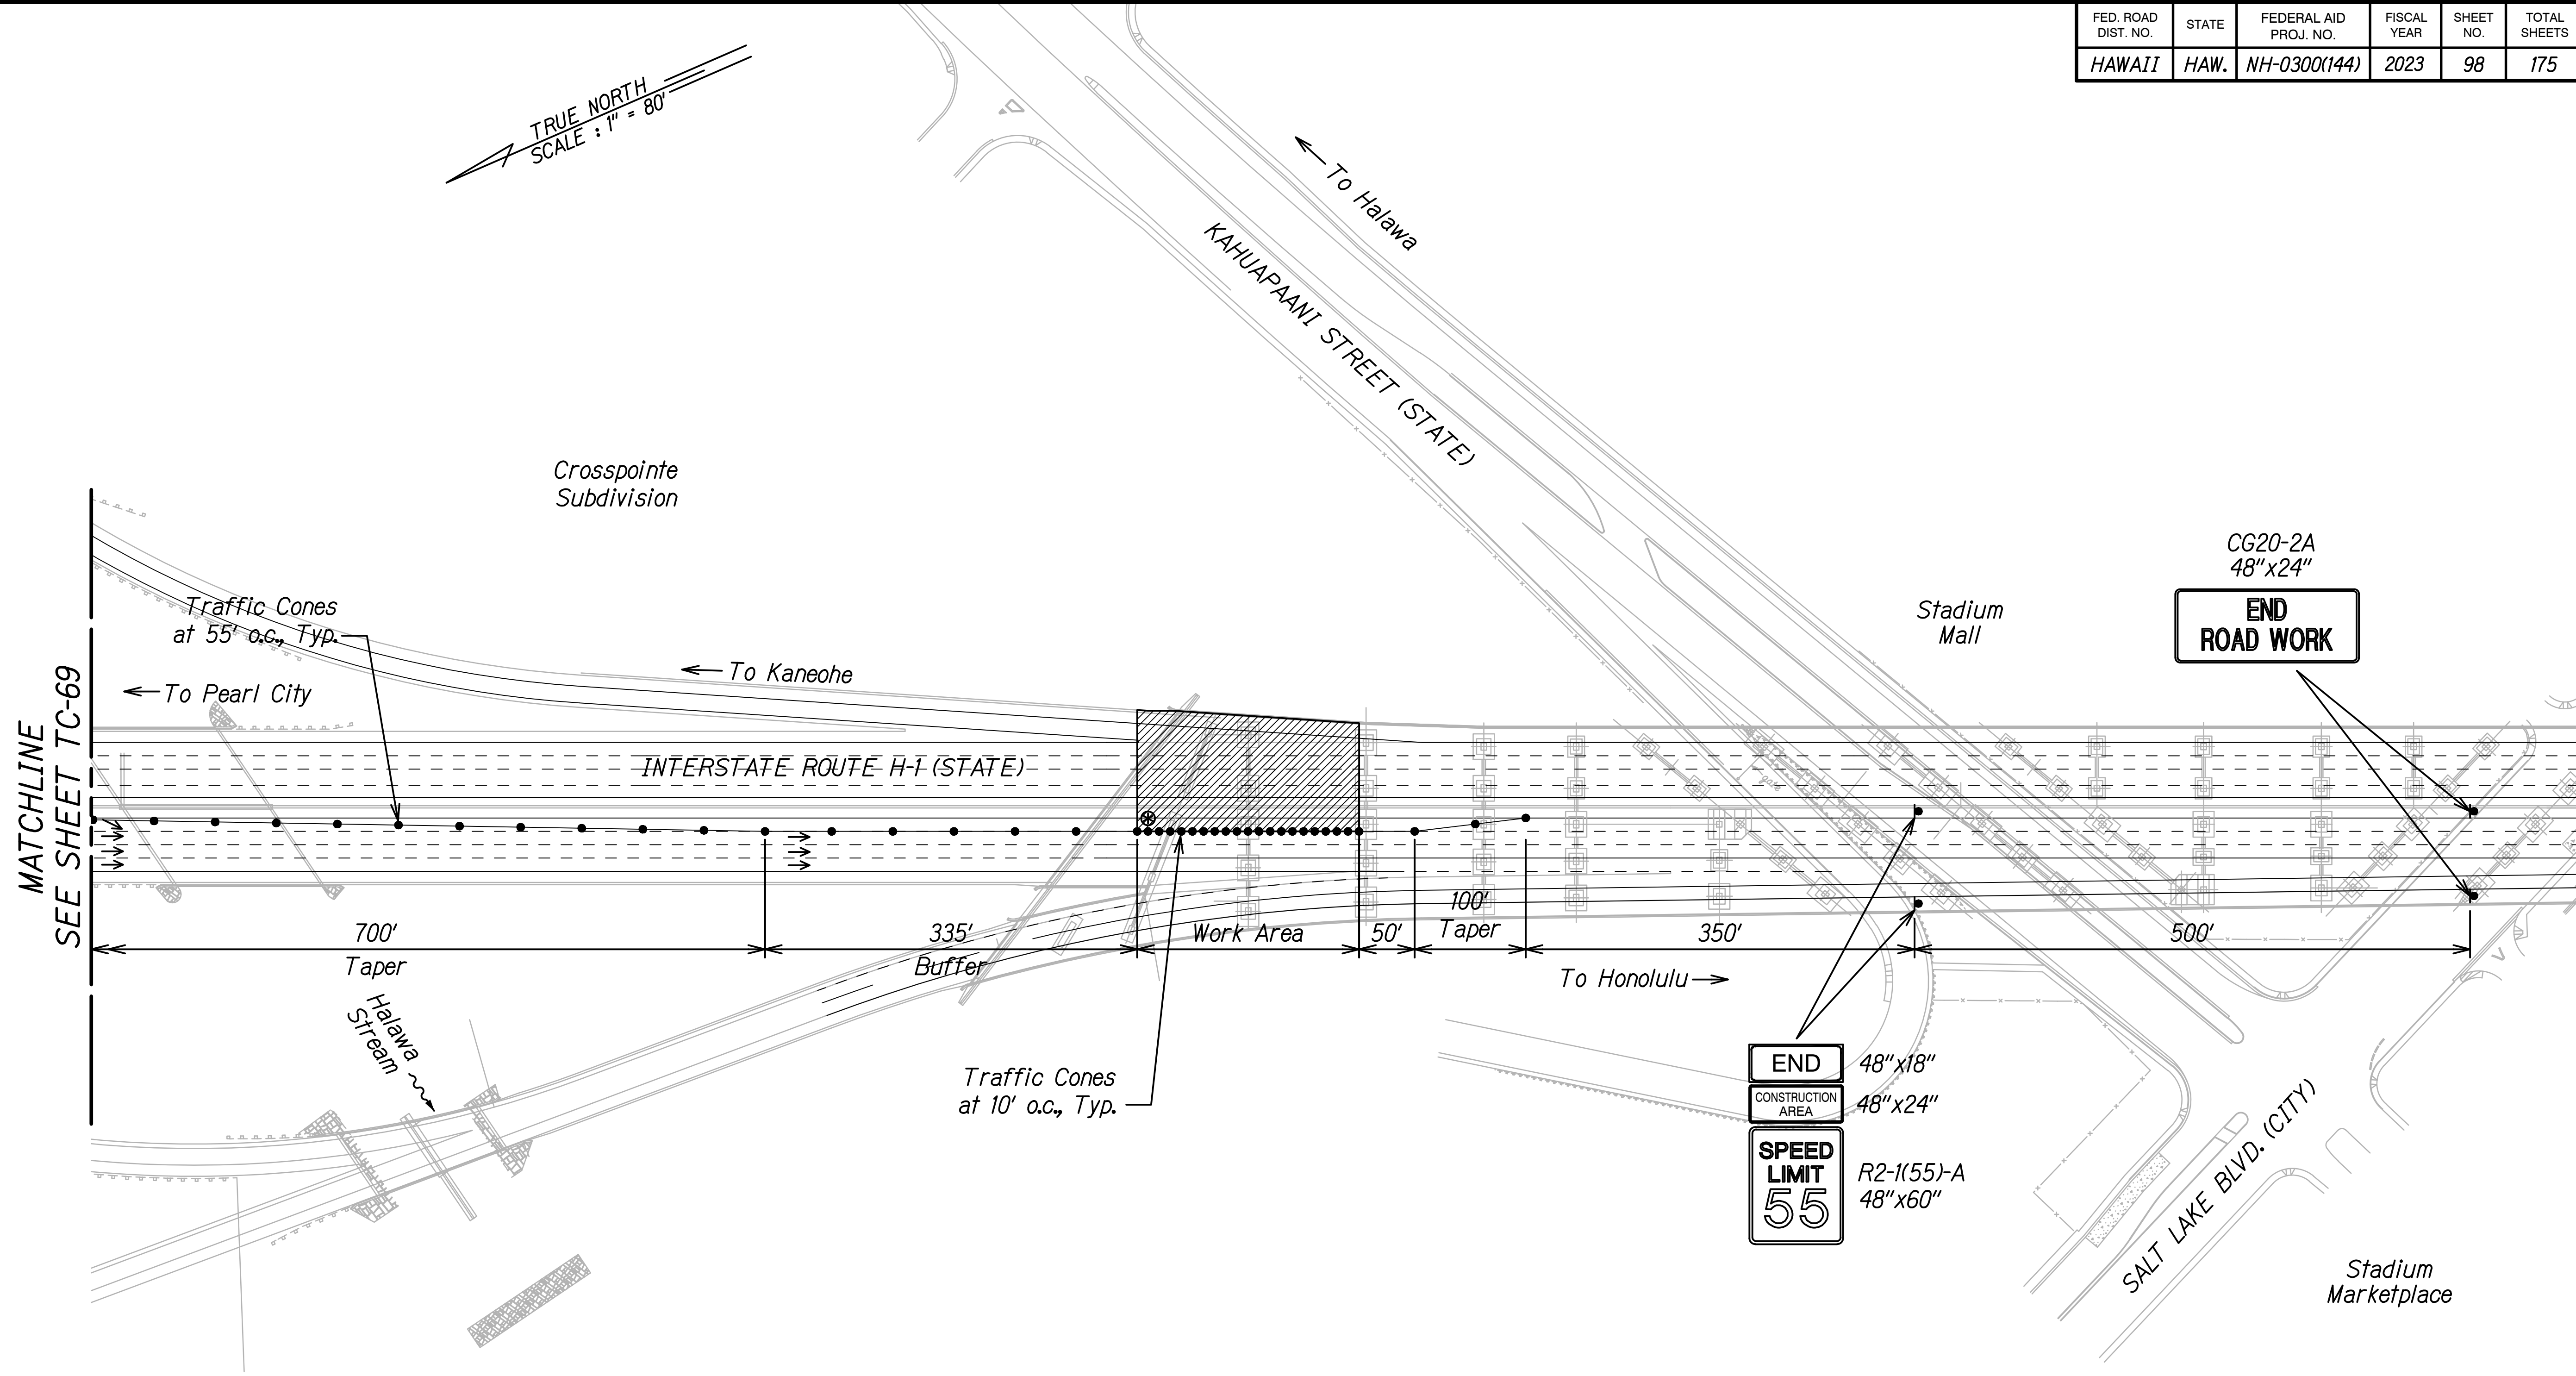 FED. ROAD DIST. NO.
STATE
FEDERAL AID PROJ. NO.
FISCAL YEAR
SHEET NO.
TOTAL SHEETS
HAWAII
HAW.
NH-0300(144)
2023
98
175
TRUE NORTH
SCALE : 1" = 80'
To Halawa
KAHUAPAANI STREET (STATE)
Crosspointe
Subdivision
CG20-2A
48"x24"
END
ROAD WORK
Stadium
Mall
Traffic Cones
at 55' o.c., Typ.
To Kaneohe
To Pearl City
MATCHLINE
SEE SHEET TC-69
INTERSTATE ROUTE H-1 (STATE)
gate
700'
Taper
335'
Buffer
Work Area
50'
100'
Taper
350'
500'
To Honolulu
Halawa
Stream
Traffic Cones
at 10' o.c., Typ.
END
48"x18"
CONSTRUCTION
AREA
48"x24"
SPEED
LIMIT
55
R2-1(55)-A
48"x60"
SALT LAKE BLVD. (CITY)
Stadium
Marketplace